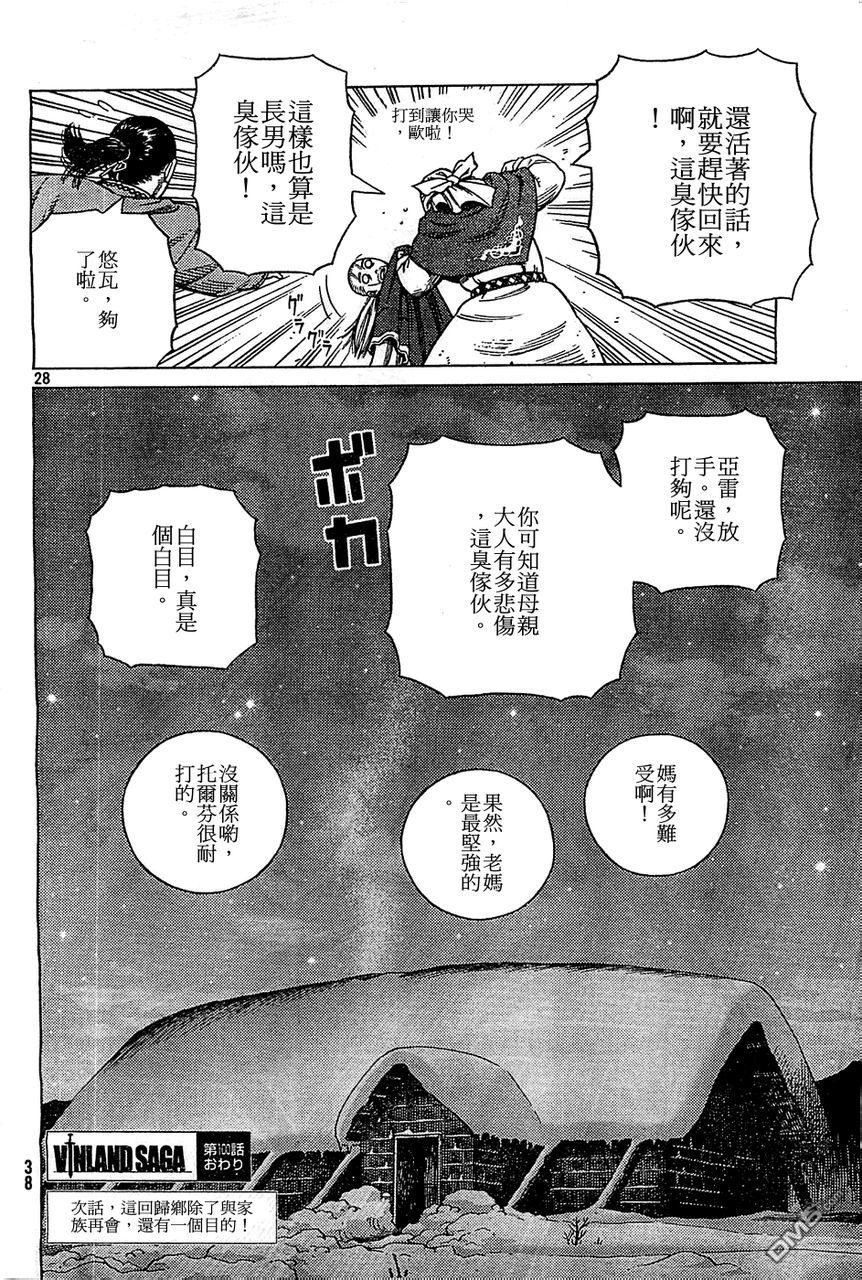 還活著的話，
就要趕快回來
啊，這臭傢伙
！
打到讓你哭
，歐啦！
這樣也算是
長男嗎，這
臭傢伙！
悠瓦，夠
了啦。
グラグラ
28
亞雷，放
手。還沒
打夠呢。
你可知道母親
大人有多悲傷
，這臭傢伙。
ボカ
白目，真是
個白目。
媽有多難
受啊！
果然，老媽
是最堅強的
。
沒關係喲，
托爾芬很耐
打的。
VINLAND SAGA
第100話
おわり
次話，這回歸鄉除了與家
族再會，還有一個目的！
38